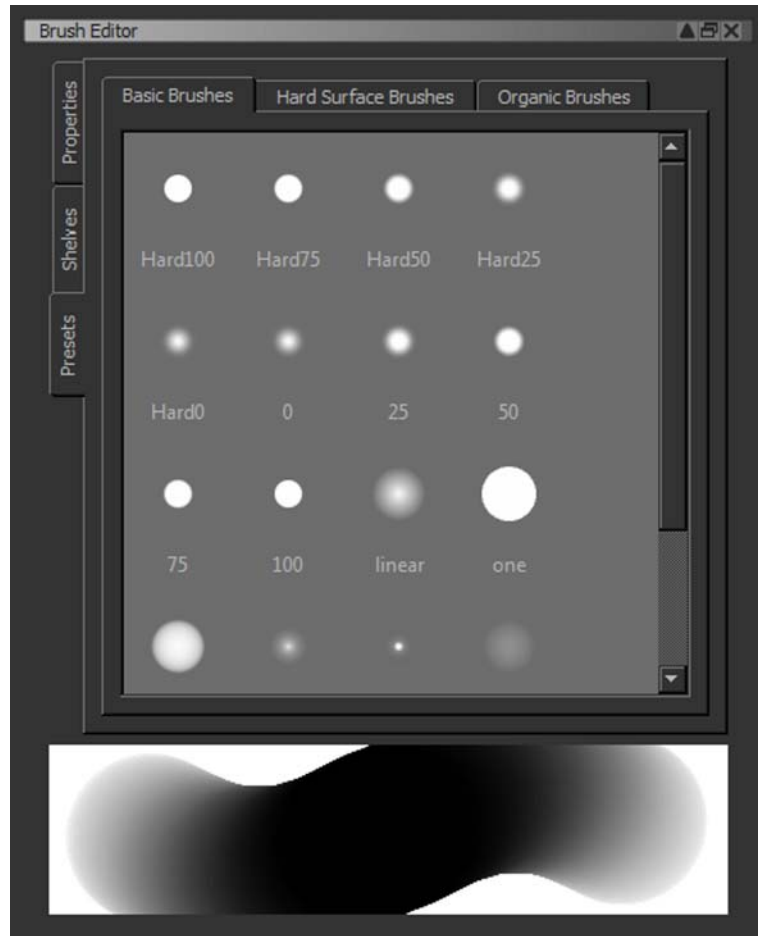 Brush Editor
Properties
Shelves
Presets
Basic Brushes Hard Surface Brushes Organic Brushes
Hard100 Hard75 Hard50 Hard25
Hard0 0 25 50
75 100 linear one